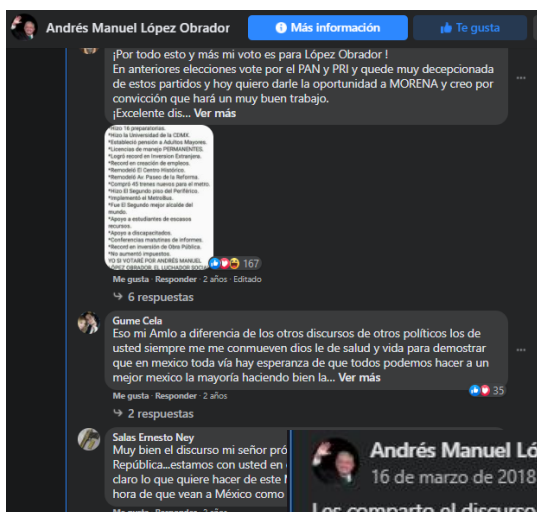 Andrés Manuel López Obrador
Más información
Te gusta
¡Por todo esto y más mi voto es para López Obrador !
En anteriores elecciones vote por el PAN y PRI y quede muy decepcionada
de estos partidos y hoy quiero darle la oportunidad a MORENA y creo por
convicción que hará un muy buen trabajo.
¡Excelente dis... Ver más
*Hizo 16 preparatorias.
*Hizo la Universidad de la CDMX.
*Estableció pensión a Adultos Mayores.
*Licencias de manejo PERMANENTES.
*Logró record en Inversion Extranjera.
*Record en creación de empleos.
*Remodeló El Centro Histórico.
*Remodeló Av. Paseo de la Reforma.
*Compró 45 trenes nuevos para el metro.
*Hizo El Segundo piso del Periférico.
*Implementó el MetroBus.
*Fue El Segundo mejor alcalde del
mundo.
*Apoyo a estudiantes de escasos
recursos.
*Apoyo a discapacitados.
*Conferencias matutinas de informes.
*Record en inversión de Obra Pública.
*No aumentó impuestos.
YO SI VOTARÉ POR ANDRÉS MANUEL
LÓPEZ OBRADOR, EL LUCHADOR SOCIAL
167
Me gusta · Responder · 2 años · Editado
6 respuestas
Gume Cela
Eso mi Amlo a diferencia de los otros discursos de otros políticos los de
usted siempre me me conmueven dios le de salud y vida para demostrar
que en mexico toda vía hay esperanza de que todos podemos hacer a un
mejor mexico la mayoría haciendo bien la... Ver más
35
Me gusta · Responder · 2 años
2 respuestas
Salas Ernesto Ney
Muy bien el discurso mi señor pró
República...estamos con usted en
claro lo que quiere hacer de este
hora de que vean a México como
Andrés Manuel Ló
16 de marzo de 2018
Les comparto el discurso